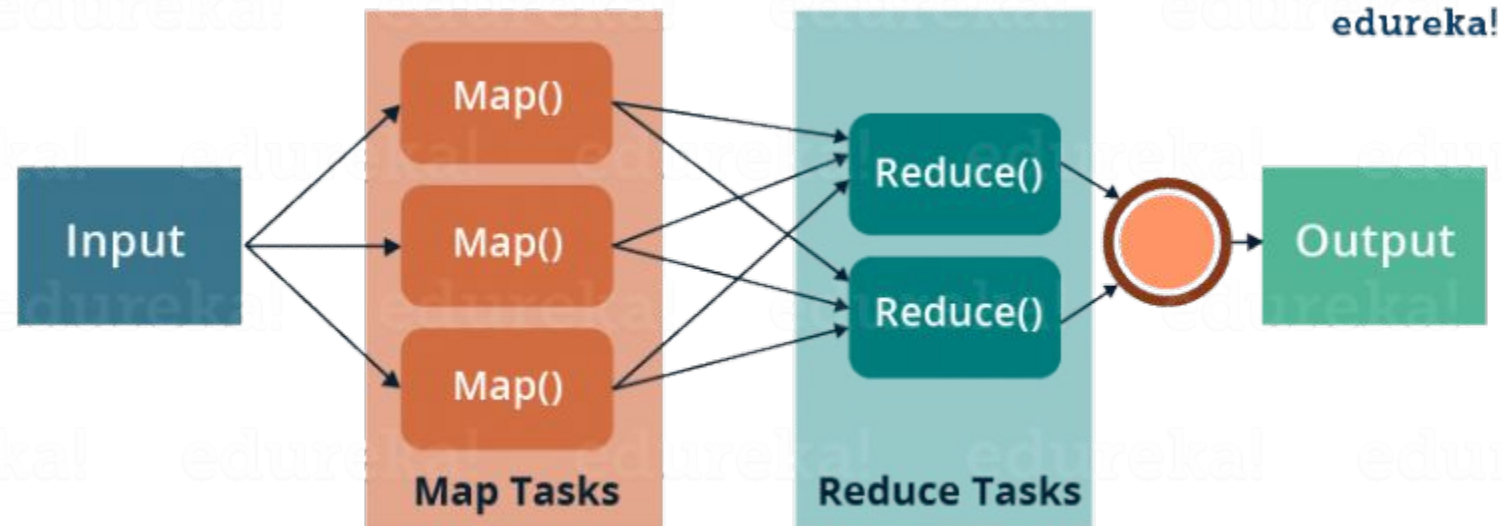 edureka!
Input
Map()
Map()
Map()
Map Tasks
Reduce()
Reduce()
Reduce Tasks
Output